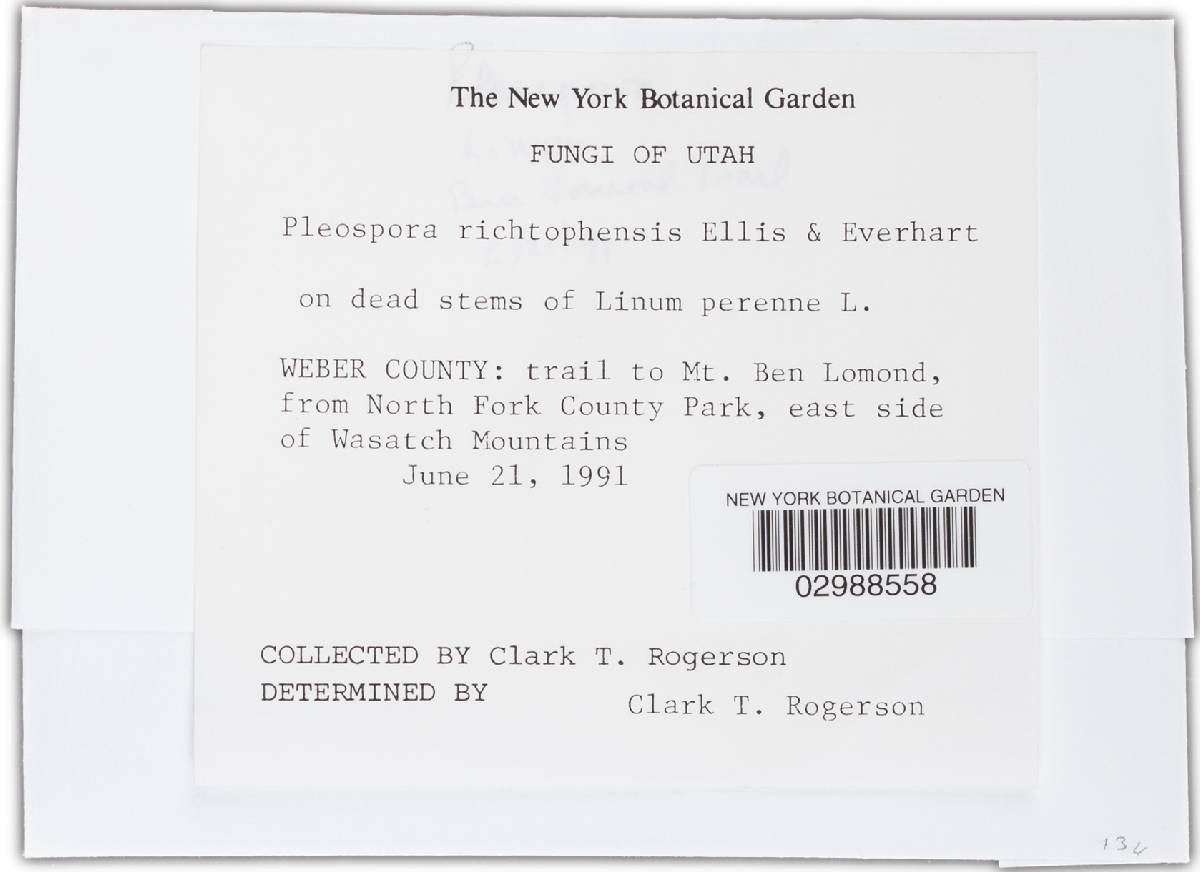 The New York Botanical Garden
FUNGI OF UTAH
Pleospora richtophensis Ellis & Everhart
on dead stems of Linum perenne L.
WEBER COUNTY: trail to Mt. Ben Lomond,
from North Fork County Park, east side
of Wasatch Mountains
June 21, 1991
NEW YORK BOTANICAL GARDEN
02988558
COLLECTED BY Clark T. Rogerson
DETERMINED BY
Clark T. Rogerson